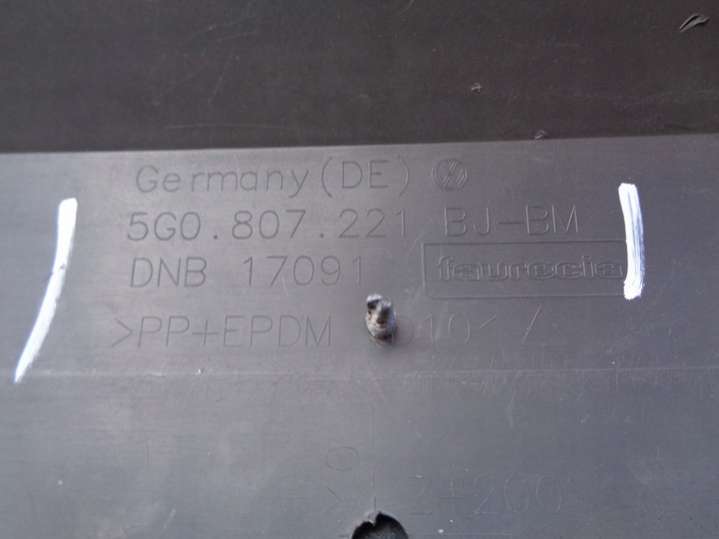 Germany (DE)
5G0.807.221 BJ-BM
DNB 17091 faurecia
>PP+EPDM